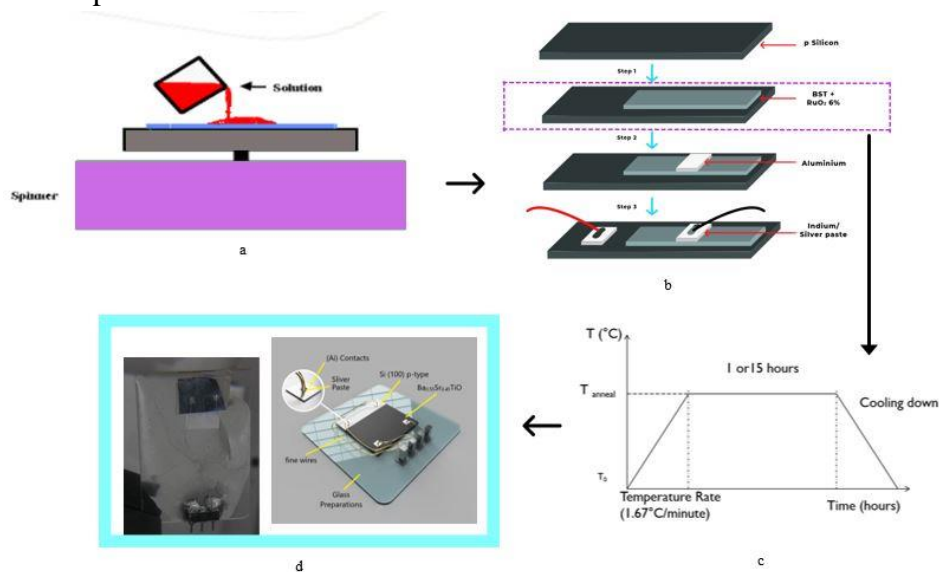 Solution
Spinner
a
p Silicon
Step 1
BST +
RuO₂ 6%
Step 2
Aluminium
Step 3
Indium/
Silver paste
b
T (°C)
1 or15 hours
T anneal
Cooling down
T₀
Temperature Rate
(1.67°C/minute)
Time (hours)
c
(Al) Contacts
Sliver
Paste
Si (100) p-type
fine wires
Glass
Preparations
d